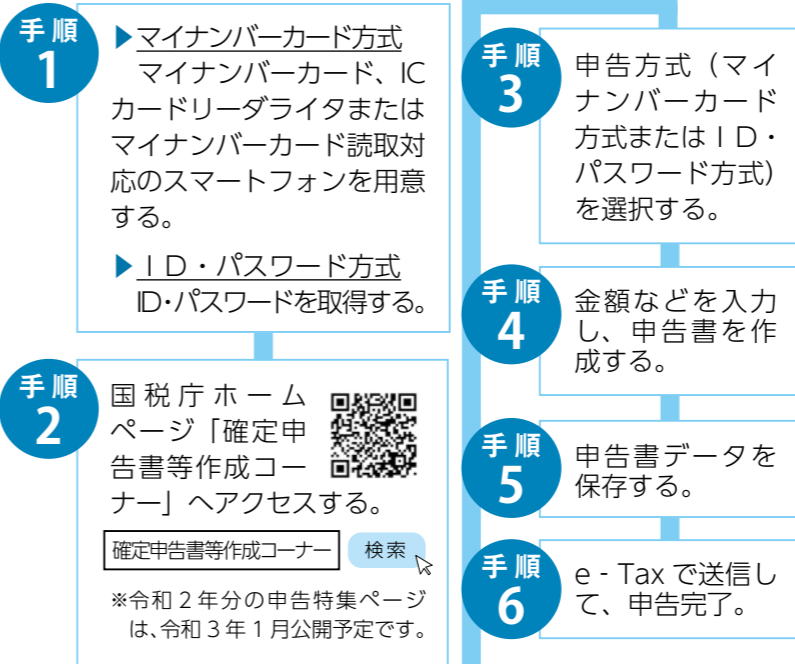 手順
1
▶マイナンバーカード方式
マイナンバーカード、IC
カードリーダライタまたは
マイナンバーカード読取対
応のスマートフォンを用意
する。
▶ＩＤ・パスワード方式
ID・パスワードを取得する。
手順
2
国税庁ホーム
ページ「確定申
告書等作成コー
ナー」へアクセスする。
確定申告書等作成コーナー 検索
※令和２年分の申告特集ページ
は、令和３年１月公開予定です。
手順
3
申告方式（マイ
ナンバーカード
方式またはＩＤ・
パスワード方式）
を選択する。
手順
4
金額などを入力
し、申告書を作
成する。
手順
5
申告書データを
保存する。
手順
6
e - Tax で送信し
て、申告完了。